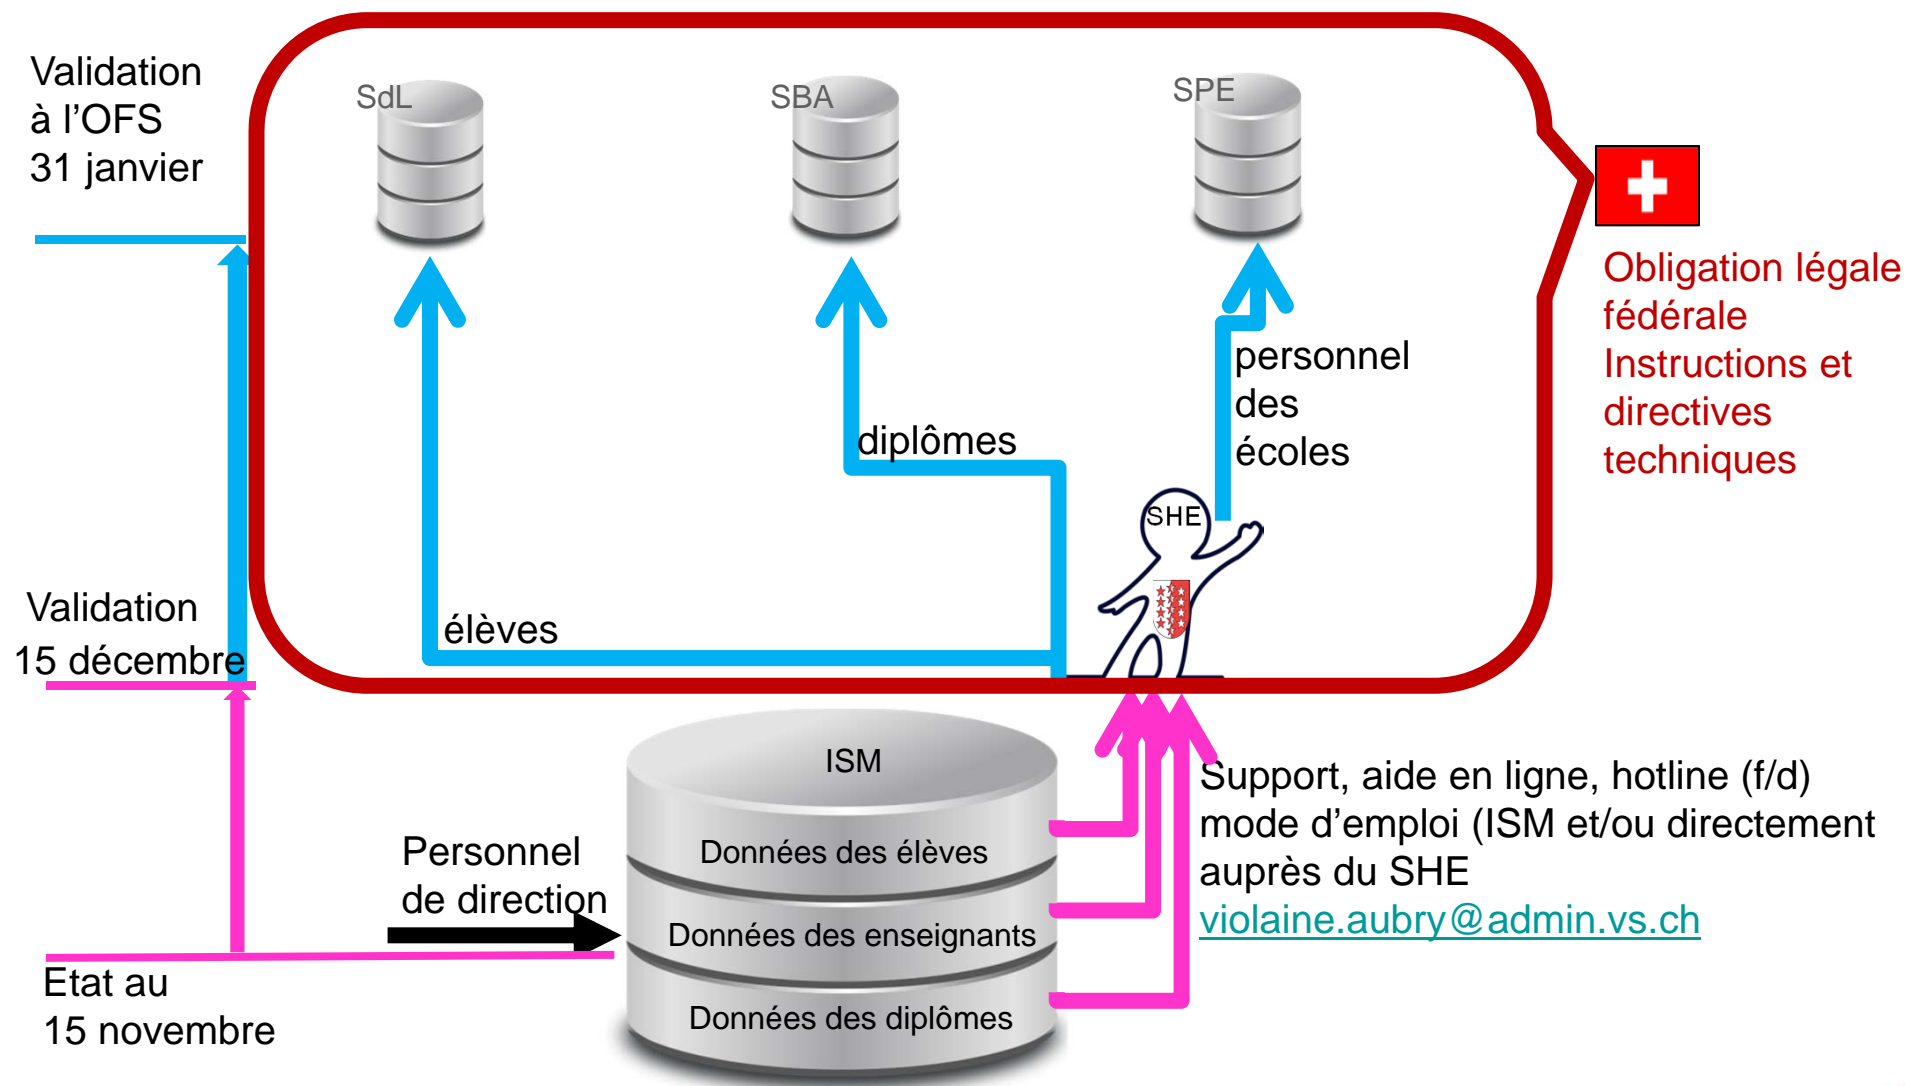 Validation
à l’OFS
31 janvier
SdL
SBA
SPE
Obligation légale
fédérale
Instructions et
directives
techniques
personnel
des
écoles
diplômes
SHE
élèves
Validation
15 décembre
ISM
Données des élèves
Données des enseignants
Données des diplômes
Personnel
de direction
Etat au
15 novembre
Support, aide en ligne, hotline (f/d)
mode d’emploi (ISM et/ou directement
auprès du SHE
violaine.aubry@admin.vs.ch